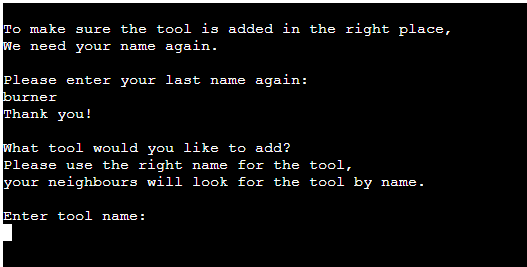 To make sure the tool is added in the right place,
We need your name again.
Please enter your last name again:
burner
Thank you!
What tool would you like to add?
Please use the right name for the tool,
your neighbours will look for the tool by name.
Enter tool name: